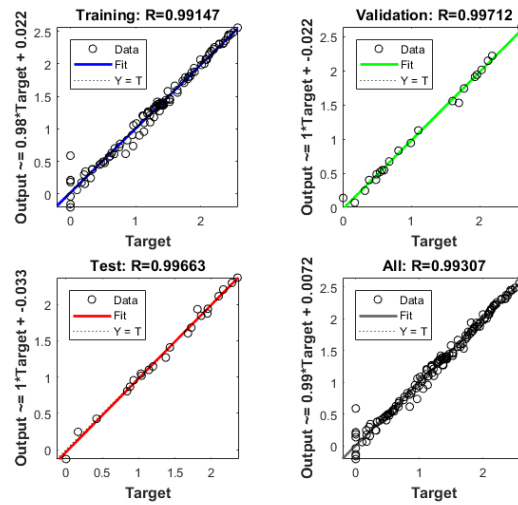 Training: R=0.99147
Output ~= 0.98*Target + 0.022
2.5
2
1.5
1
0.5
0
Data
Fit
Y = T
0
1
2
Target
Validation: R=0.99712
Output ~= 1*Target + -0.022
2.5
2
1.5
1
0.5
0
Data
Fit
Y = T
0
1
2
Target
Test: R=0.99663
Output ~= 1*Target + -0.033
2
1.5
1
0.5
0
Data
Fit
Y = T
0
0.5
1
1.5
2
Target
All: R=0.99307
Output ~= 0.99*Target + 0.0072
2.5
2
1.5
1
0.5
0
Data
Fit
Y = T
0
1
2
Target